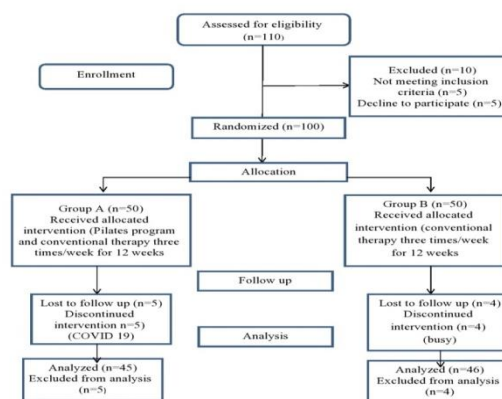 Assessed for eligibility
(n=110)
Enrollment
Excluded (n=10)
Not meeting inclusion
criteria (n=5)
Decline to participate (n=5)
Randomized (n=100)
Allocation
Group A (n=50)
Received allocated
intervention (Pilates program
and conventional therapy three
times/week for 12 weeks
Group B (n=50)
Received allocated
intervention (conventional
therapy three times/week for
12 weeks
Follow up
Lost to follow up (n=5)
Discontinued
intervention n=5)
(COVID 19)
Lost to follow up (n=4)
Discontinued
intervention (n=4)
(busy)
Analysis
Analyzed (n=45)
Excluded from analysis
(n=5)
Analyzed (n=46)
Excluded from analysis
(n=4)